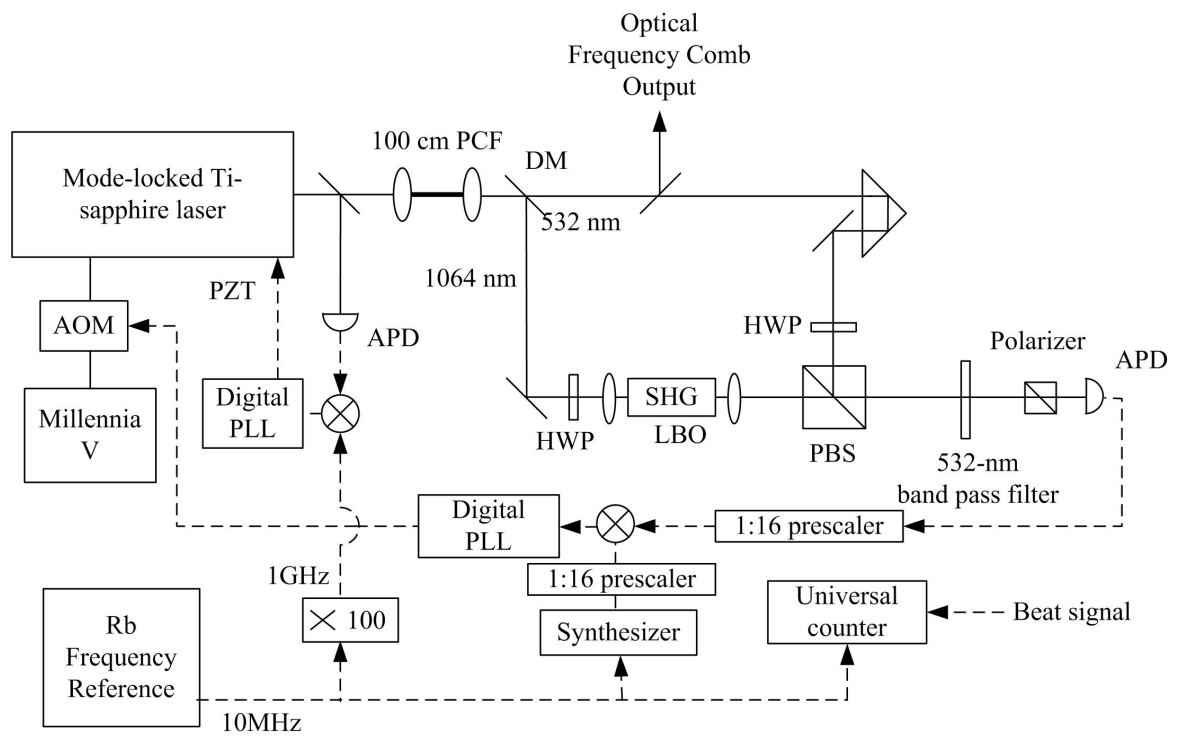 Optical
Frequency Comb
Output
100 cm PCF
DM
Mode-locked Ti-
sapphire laser
532 nm
1064 nm
PZT
AOM
APD
HWP
Polarizer
APD
Millennia
V
Digital
PLL
SHG
HWP
LBO
PBS
532-nm
band pass filter
Digital
PLL
1:16 prescaler
1GHz
1:16 prescaler
Rb
Frequency
Reference
100
Synthesizer
Universal
counter
Beat signal
10MHz